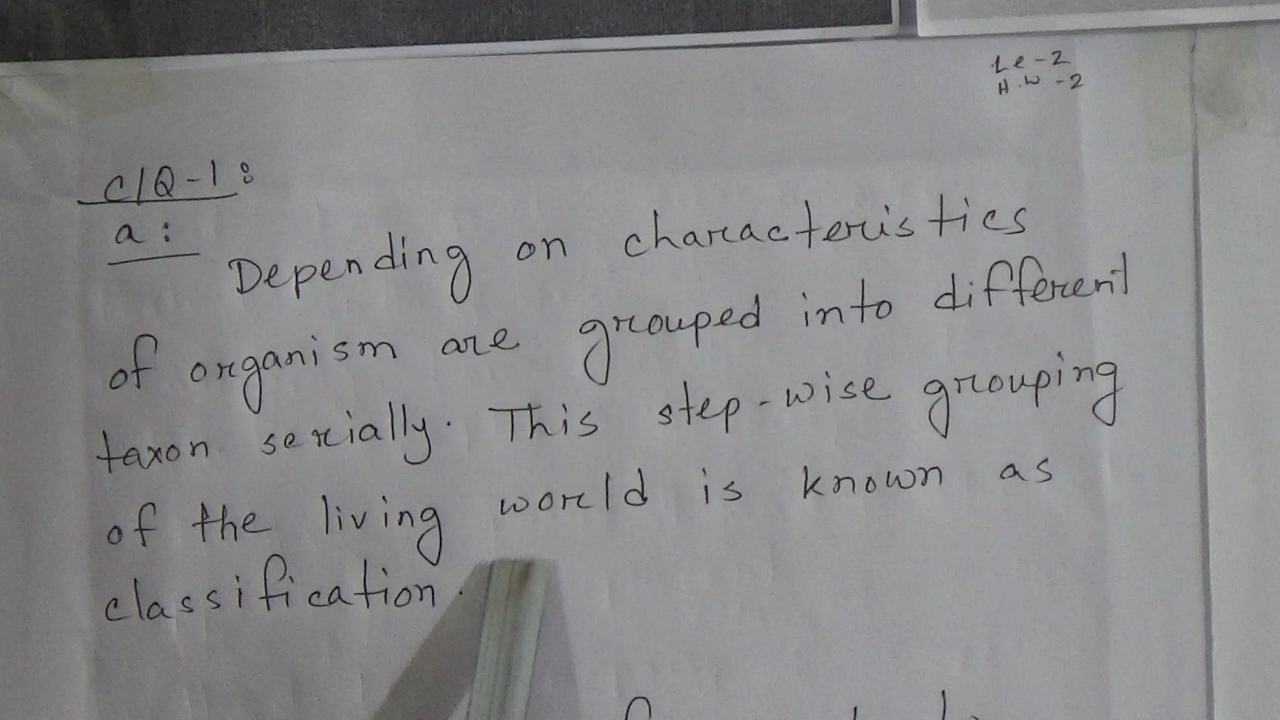 Le-2
H.W-2
C/Q-1:
a:
Depending on characteristics
of organism are grouped into different
taxon serially. This step-wise grouping
of the living world is known as
classification.